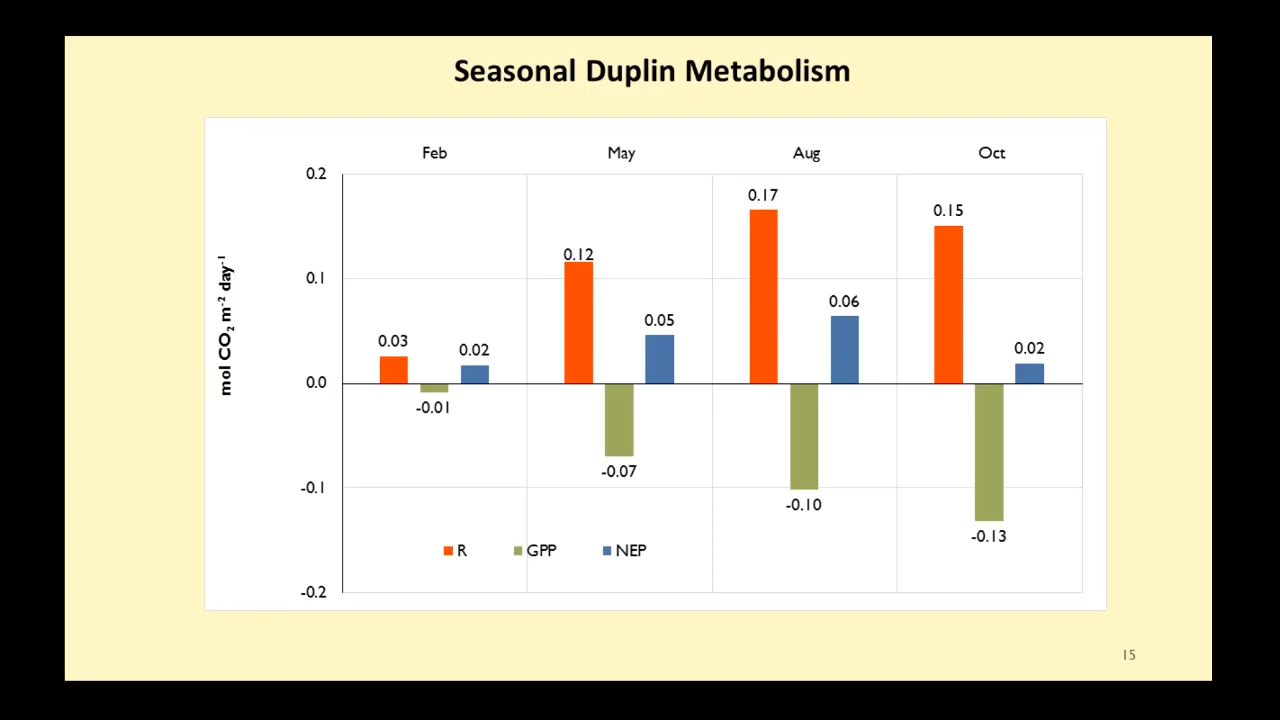 Seasonal Duplin Metabolism
Feb May Aug Oct
0.2
0.1
0.0
-0.1
-0.2
mol CO₂ m⁻² day⁻¹
0.03 -0.01 0.02
0.12 -0.07 0.05
0.17 -0.10 0.06
0.15 -0.13 0.02
R GPP NEP
15